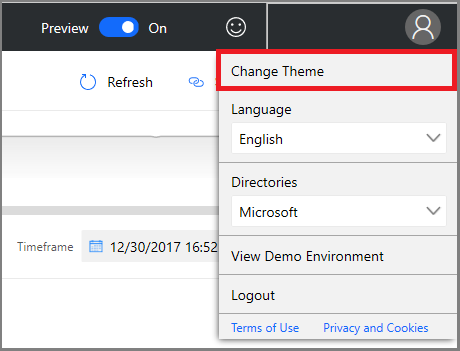 Preview On
Change Theme
Refresh
Language
English
Directories
Microsoft
Timeframe 12/30/2017 16:52
View Demo Environment
Logout
Terms of Use Privacy and Cookies